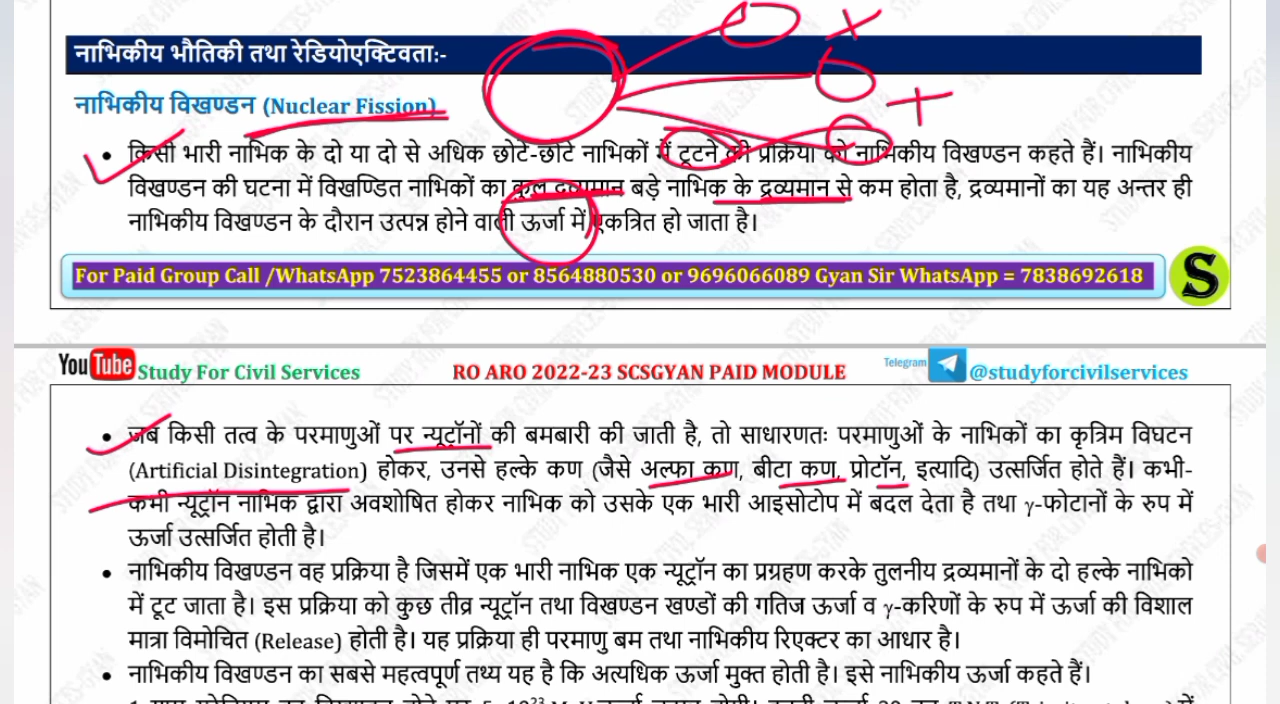 नाभिकीय भौतिकी तथा रेडियोएक्टिवता:-
नाभिकीय विखण्डन (Nuclear Fission)
• किसी भारी नाभिक के दो या दो से अधिक छोटे-छोटे नाभिकों में टूटने की प्रक्रिया को नाभिकीय विखण्डन कहते हैं। नाभिकीय
विखण्डन की घटना में विखण्डित नाभिकों का कुल द्रव्यमान बड़े नाभिक के द्रव्यमान से कम होता है, द्रव्यमानों का यह अन्तर ही
नाभिकीय विखण्डन के दौरान उत्पन्न होने वाली ऊर्जा में एकत्रित हो जाता है।
For Paid Group Call /WhatsApp 7523864455 or 8564880530 or 9696066089 Gyan Sir WhatsApp = 7838692618
S
YouTube Study For Civil Services RO ARO 2022-23 SCSGYAN PAID MODULE Telegram @studyforcivilservices
• जब किसी तत्व के परमाणुओं पर न्यूट्रॉनों की बमबारी की जाती है, तो साधारणतः परमाणुओं के नाभिकों का कृत्रिम विघटन
(Artificial Disintegration) होकर, उनसे हल्के कण (जैसे अल्फा कण, बीटा कण, प्रोटॉन, इत्यादि) उत्सर्जित होते हैं। कभी-
कभी न्यूट्रॉन नाभिक द्वारा अवशोषित होकर नाभिक को उसके एक भारी आइसोटोप में बदल देता है तथा γ-फोटानों के रुप में
ऊर्जा उत्सर्जित होती है।
• नाभिकीय विखण्डन वह प्रक्रिया है जिसमें एक भारी नाभिक एक न्यूट्रॉन का प्रग्रहण करके तुलनीय द्रव्यमानों के दो हल्के नाभिको
में टूट जाता है। इस प्रक्रिया को कुछ तीव्र न्यूट्रॉन तथा विखण्डन खण्डों की गतिज ऊर्जा व γ-करिणों के रुप में ऊर्जा की विशाल
मात्रा विमोचित (Release) होती है। यह प्रक्रिया ही परमाणु बम तथा नाभिकीय रिएक्टर का आधार है।
• नाभिकीय विखण्डन का सबसे महत्वपूर्ण तथ्य यह है कि अत्यधिक ऊर्जा मुक्त होती है। इसे नाभिकीय ऊर्जा कहते हैं।